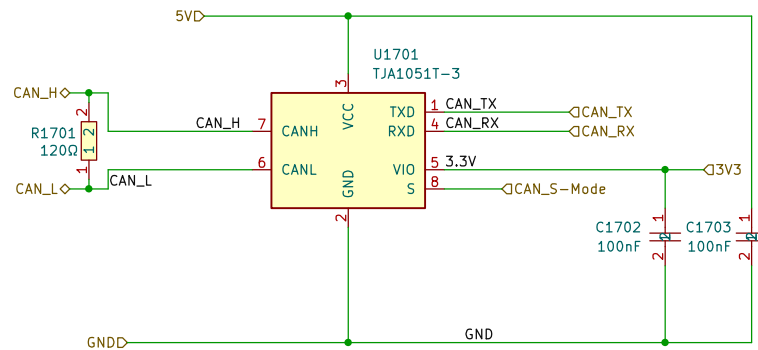 5V
U1701
TJA1051T-3
3
VCC
CAN_H
2
R1701
2
120Ω
1
1
CAN_L
CAN_H
7
CANH
CAN_L
6
CANL
GND
2
TXD
1
CAN_TX
CAN_TX
RXD
4
CAN_RX
CAN_RX
VIO
5
3.3V
3V3
S
8
CAN_S-Mode
C1702
100nF
1
2
C1703
100nF
1
2
GND
GND